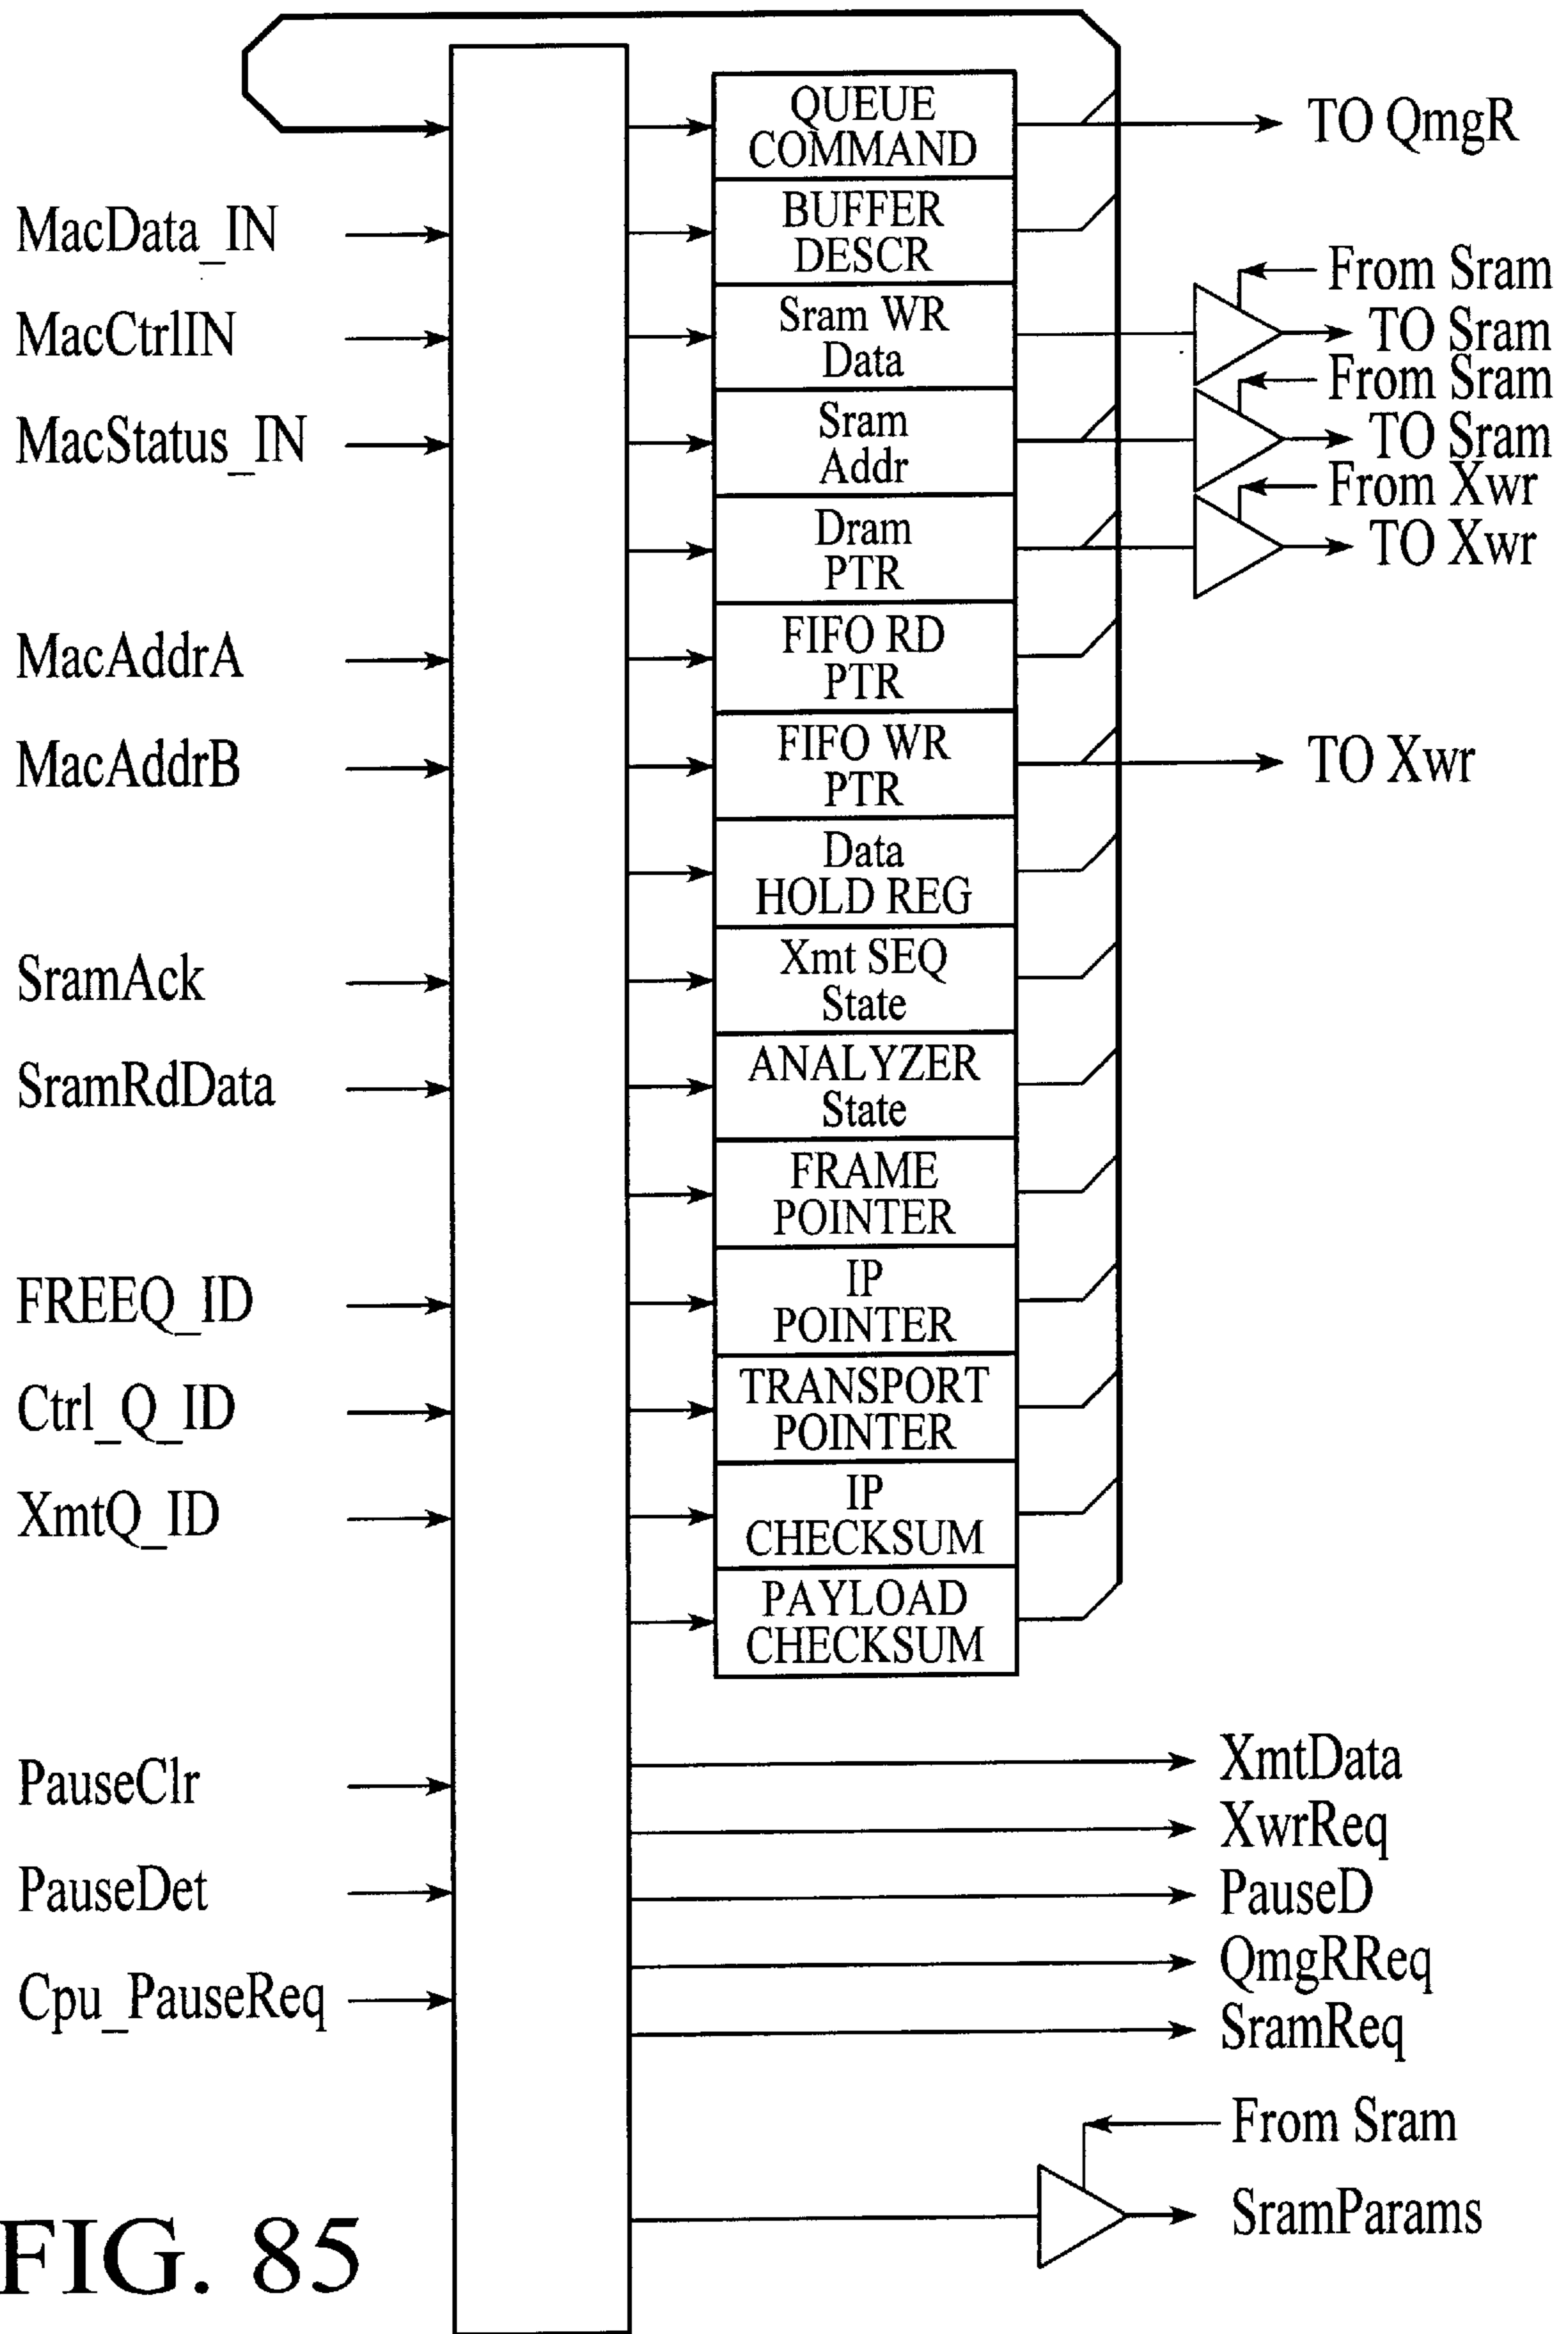 QUEUE
COMMAND
TO QmgR
MacData_IN
BUFFER
DESCR
From Sram
MacCtrlIN
Sram WR
Data
TO Sram
From Sram
MacStatus_IN
Sram
Addr
TO Sram
From Xwr
Dram
PTR
TO Xwr
MacAddrA
FIFO RD
PTR
MacAddrB
FIFO WR
PTR
TO Xwr
Data
HOLD REG
SramAck
Xmt SEQ
State
SramRdData
ANALYZER
State
FRAME
POINTER
FREEQ_ID
IP
POINTER
Ctrl_Q_ID
TRANSPORT
POINTER
XmtQ_ID
IP
CHECKSUM
PAYLOAD
CHECKSUM
PauseClr
XmtData
XwrReq
PauseDet
PauseD
QmgRReq
Cpu_PauseReq
SramReq
From Sram
SramParams
FIG. 85